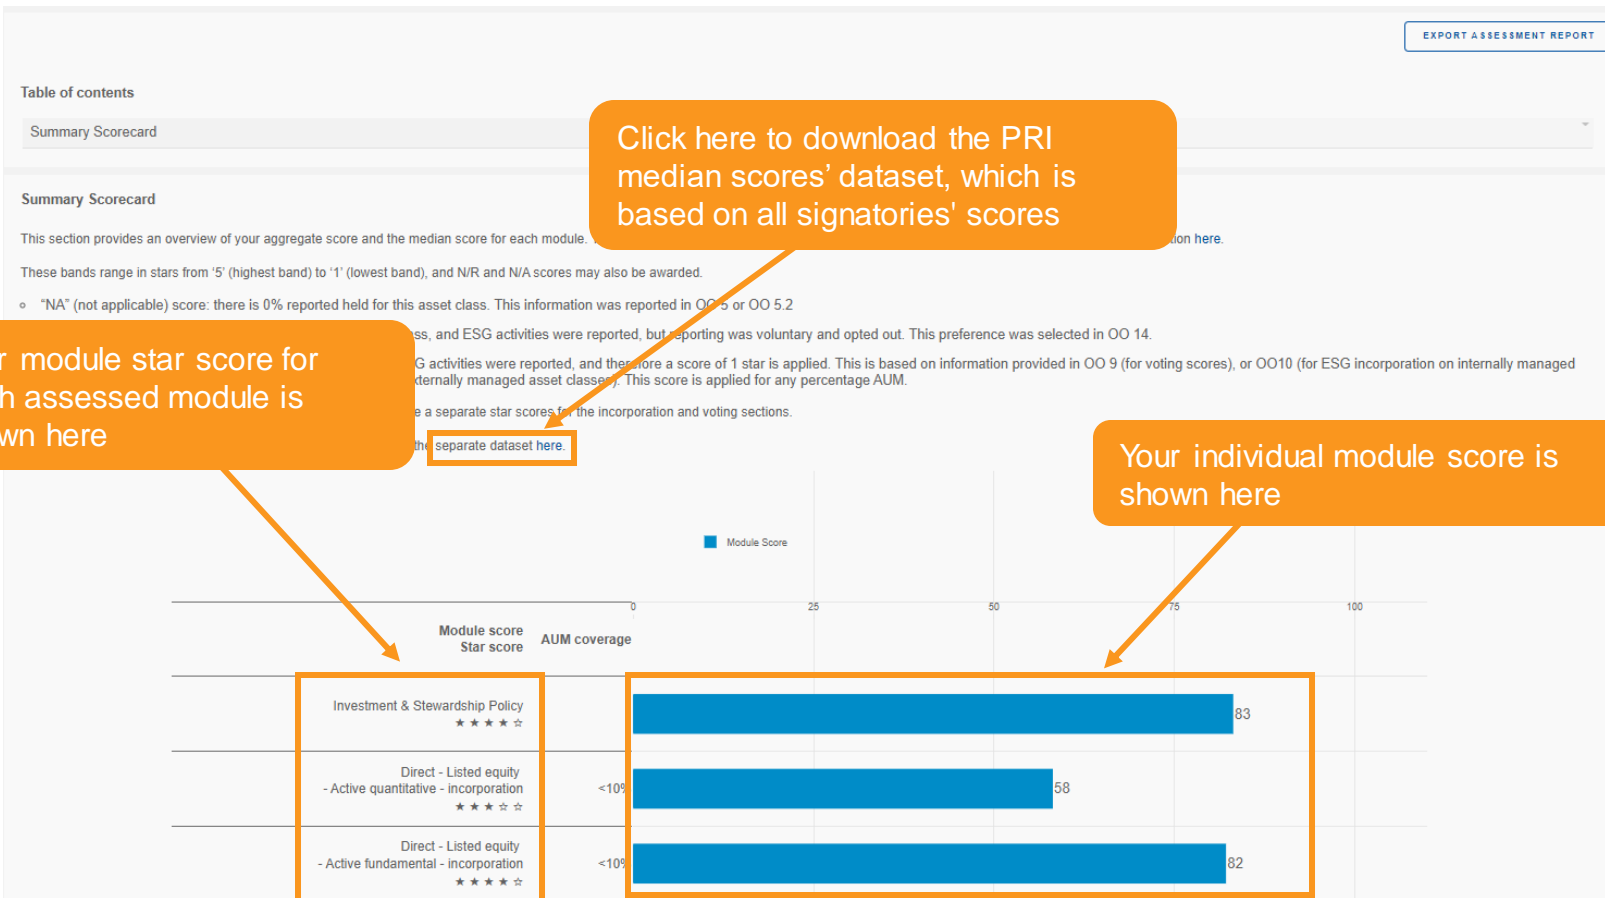 EXPORT ASSESSMENT REPORT
Table of contents
Summary Scorecard
Click here to download the PRI
median scores’ dataset, which is
based on all signatories' scores
Summary Scorecard
This section provides an overview of your aggregate score and the median score for each module.
here.
These bands range in stars from ‘5’ (highest band) to ‘1’ (lowest band), and N/R and N/A scores may also be awarded.
“NA” (not applicable) score: there is 0% reported held for this asset class. This information was reported in OO 5 or OO 5.2
and ESG activities were reported, but reporting was voluntary and opted out. This preference was selected in OO 14.
activities were reported, and therefore a score of 1 star is applied. This is based on information provided in OO 9 (for voting scores), or OO10 (for ESG incorporation on internally managed
managed asset classes). This score is applied for any percentage AUM.
a separate star scores for the incorporation and voting sections.
the separate dataset here.
module star score for
assessed module is
here
Your individual module score is
shown here
Module Score
0 25 50 75 100
Module score
Star score
AUM coverage
Investment & Stewardship Policy
★ ★ ★ ★ ☆
83
Direct - Listed equity
- Active quantitative - incorporation
★ ★ ★ ☆ ☆
<10%
58
Direct - Listed equity
- Active fundamental - incorporation
★ ★ ★ ★ ☆
<10%
82